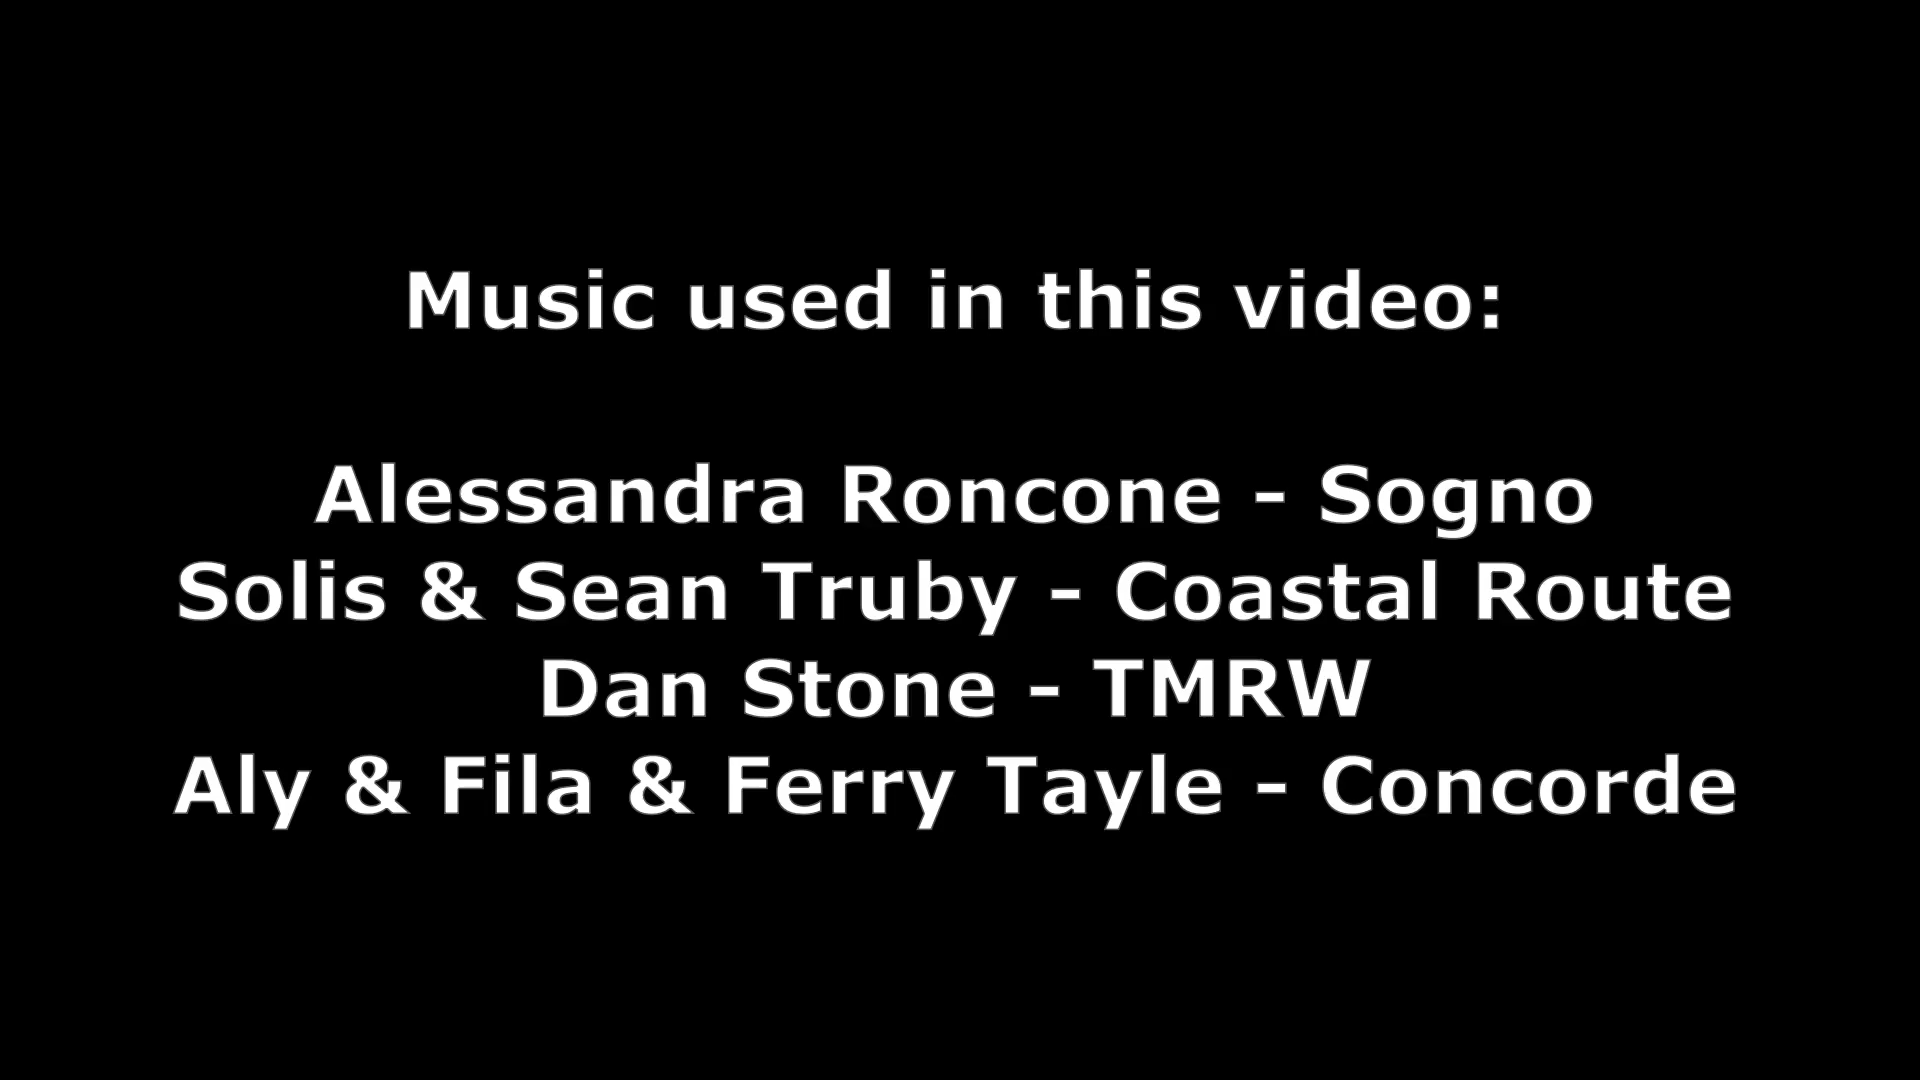 Music used in this video:
Alessandra Roncone - Sogno
Solis & Sean Truby - Coastal Route
Dan Stone - TMRW
Aly & Fila & Ferry Tayle - Concorde